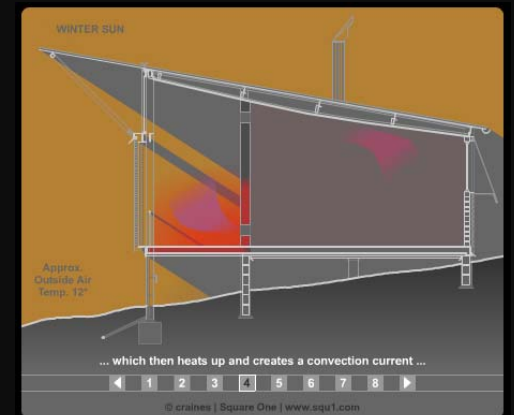 WINTER SUN
Approx.
Outside Air
Temp. 12°
... which then heats up and creates a convection current ...
1 2 3 4 5 6 7 8
© craines | Square One | www.squ1.com